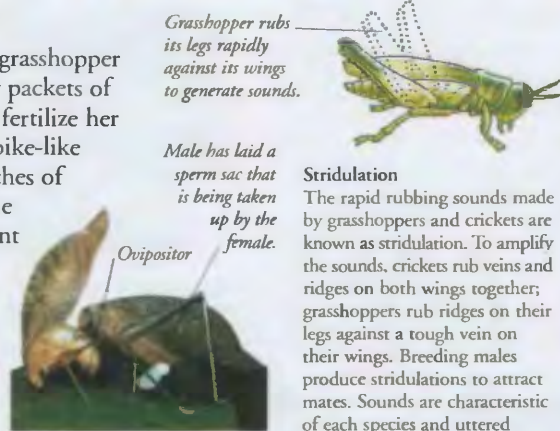 grasshopper
packets of
fertilize her
ches of
Grasshopper rubs
its legs rapidly
against its wings
to generate sounds.
Male has laid a
sperm sac that
is being taken
up by the
female.
Ovipositor
Stridulation
The rapid rubbing sounds made
by grasshoppers and crickets are
known as stridulation. To amplify
the sounds, crickets rub veins and
ridges on both wings together;
grasshoppers rub ridges on their
legs against a tough vein on
their wings. Breeding males
produce stridulations to attract
mates. Sounds are characteristic
of each species and uttered